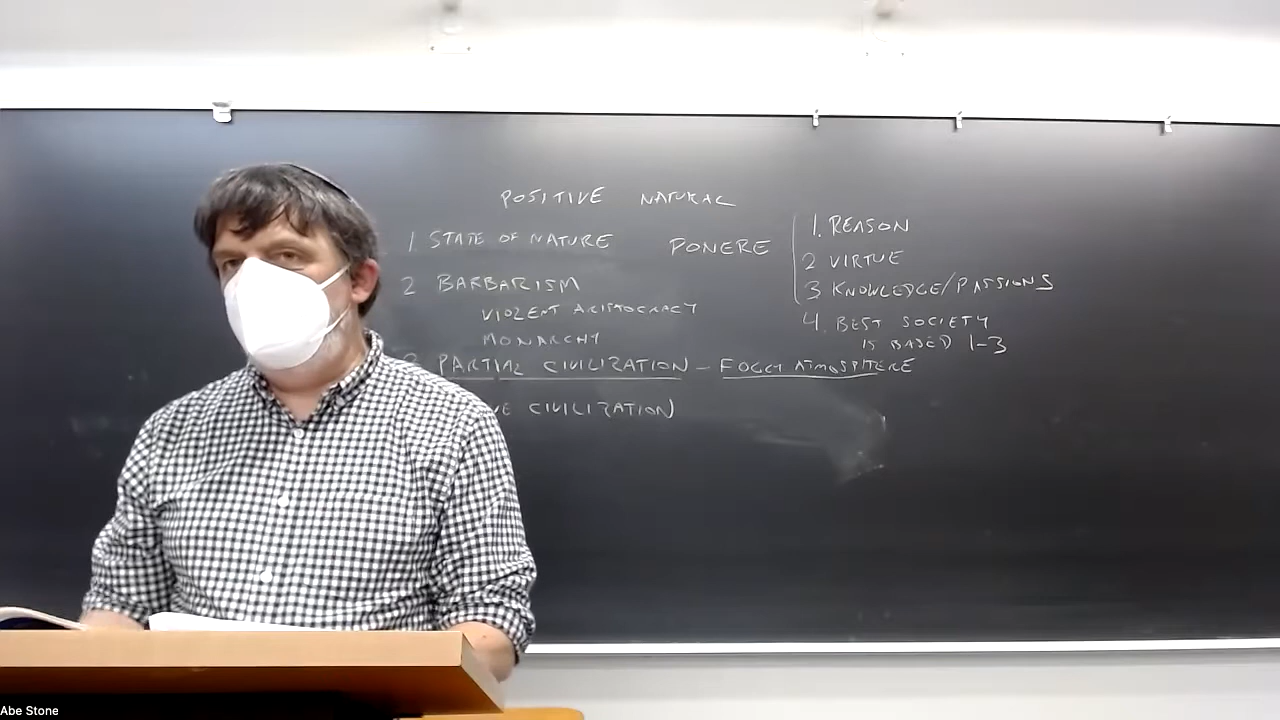 POSITIVE NATURAL
1 STATE OF NATURE
PONERE
2 BARBARISM
VIOLENT ARISTOCRACY
MONARCHY
PARTIAL CIVILIZATION - FOGGY ATMOSPHERE
CIVILIZATION
1. REASON
2 VIRTUE
3 KNOWLEDGE/PASSIONS
4. BEST SOCIETY
IS BASED 1-3
Abe Stone